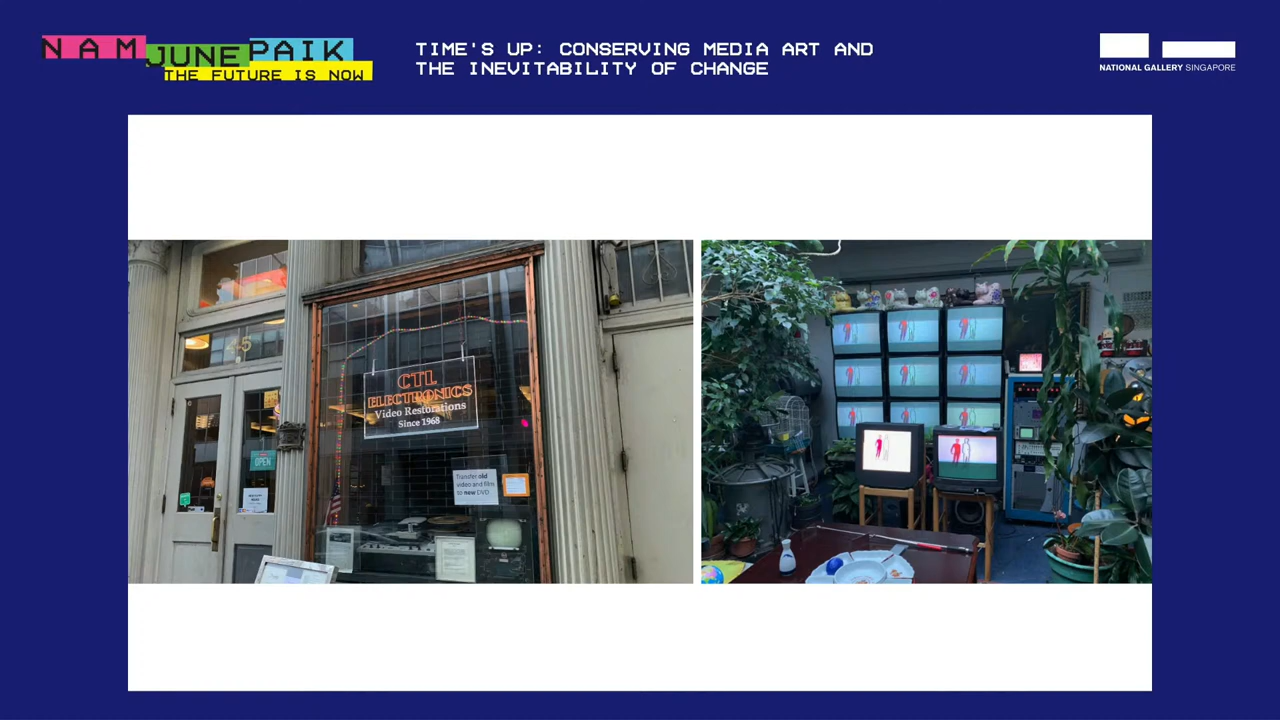 NAM JUNE PAIK
THE FUTURE IS NOW
TIME'S UP: CONSERVING MEDIA ART AND
THE INEVITABILITY OF CHANGE
NATIONAL GALLERY SINGAPORE
45
OPEN
CTL
ELECTRONICS
Video Restorations
Since 1968
Transfer old
video and film
to new DVD